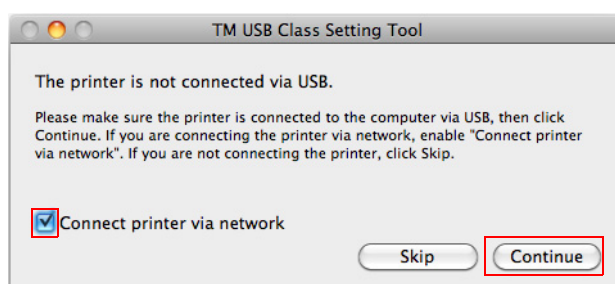 TM USB Class Setting Tool
The printer is not connected via USB.
Please make sure the printer is connected to the computer via USB, then click
Continue. If you are connecting the printer via network, enable "Connect printer
via network". If you are not connecting the printer, click Skip.
Connect printer via network
Skip Continue